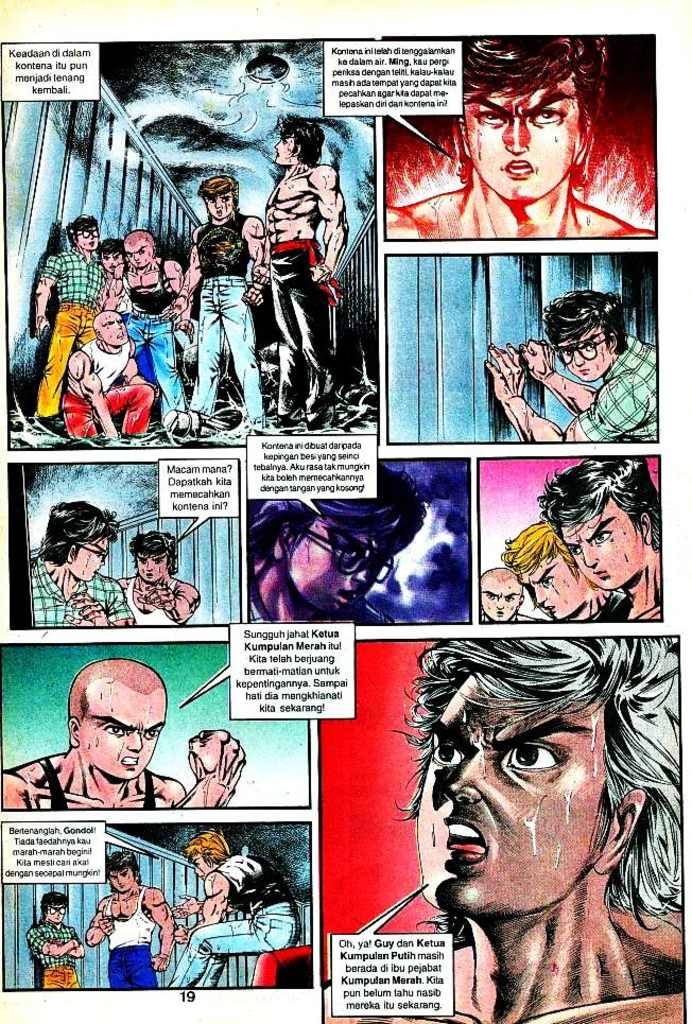 Keadaan di dalam
kontena itu pun
menjadi tenang
kembali.
Kontena ini telah di tenggalamkan
ke dalam air. Ming, kau pergi
periksa dengan teliti, kalau-kalau
masih ada tempat yang dapat kita
pecahkan agar kita dapat me-
lepaskan diri dari kontena ini!
Macam mana?
Dapatkah kita
memecahkan
kontena ini?
Kontena ini dibuat daripada
kepingan besi yang seinci
tebalnya. Aku rasa tak mungkin
kita boleh memecahkannya
dengan tangan yang kosong!
Sungguh jahat Ketua
Kumpulan Merah itu!
Kita telah berjuang
bermati-matian untuk
kepentingannya. Sampai
hati dia mengkhianati
kita sekarang!
Bertenanglah, Gondol!
Tiada faedahnya kau
marah-marah begini!
Kita mesti cari akal
dengan secepat mungkin!
Oh, ya! Guy dan Ketua
Kumpulan Putih masih
berada di ibu pejabat
Kumpulan Merah. Kita
pun belum tahu nasib
mereka itu sekarang.
19